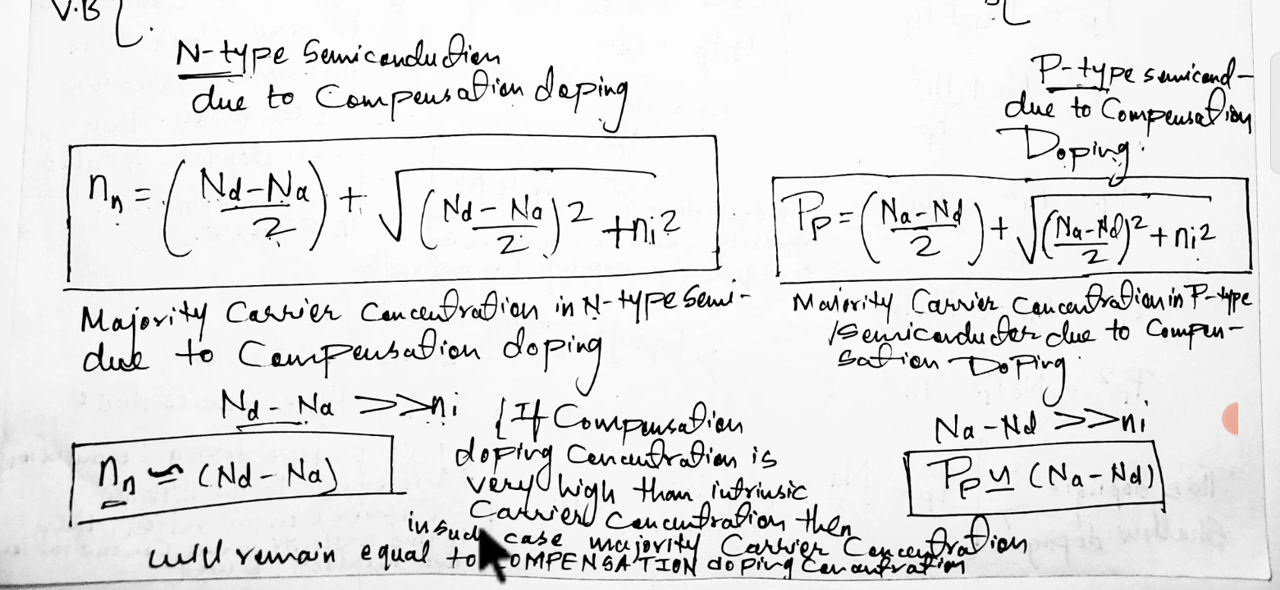 V.B
N-type Semiconduction
due to Compensation doping
n_n = (Nd-Na/2) + √(Nd-Na/2)2 +ni2
Majority Carrier Concentration in N-type Semi-
due to Compensation doping
Nd-Na >>ni
n_n ≃ (Nd-Na)
[If Compensation
doping Concentration is
very high than intrinsic
Carrier Concentration then
in such case majority Carrier Concentration
will remain equal to COMPENSATION doping Concentration
P-type semicond-
due to Compensation
Doping.
Pp = (Na-Nd/2) + √(Na-Nd/2)2 + ni2
Majority Carrier Concentration in P-type
Semiconductor due to Compen-
sation Doping
Na-Nd >>ni
Pp ≃ (Na-Nd)